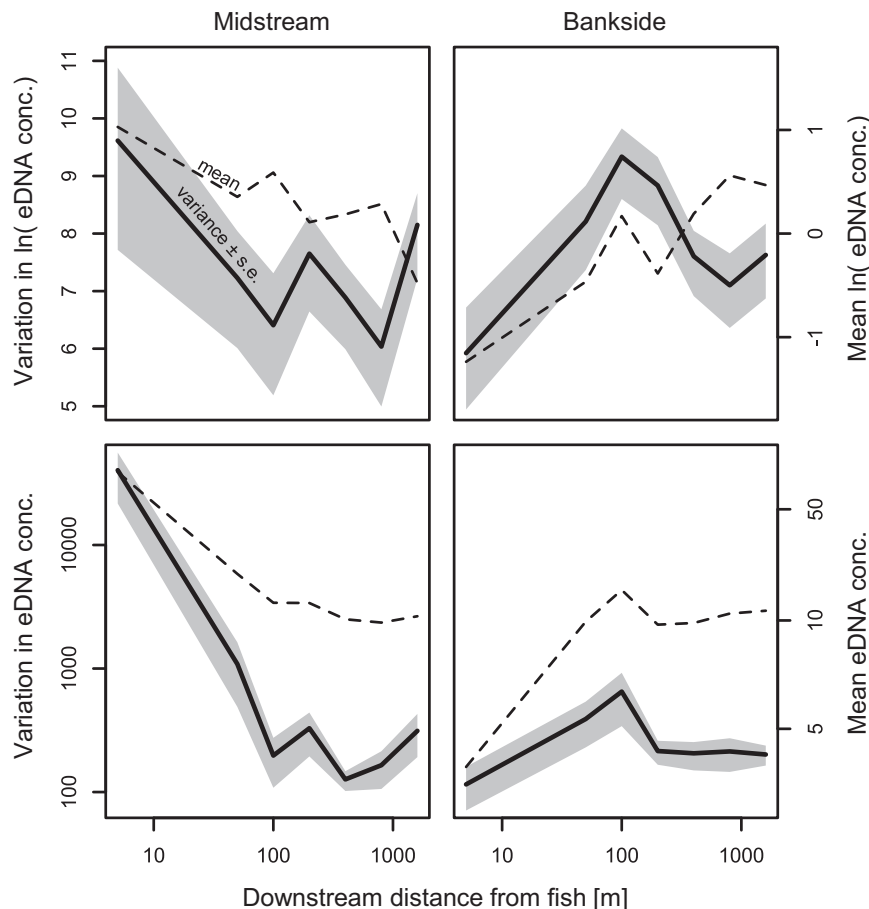 Midstream
Bankside
Variation in ln( eDNA conc.)
11
10
9
8
7
6
5
mean
variance ± s.e.
1
0
-1
Mean ln( eDNA conc.)
Variation in eDNA conc.
10000
1000
100
50
10
5
Mean eDNA conc.
10 100 1000
10 100 1000
Downstream distance from fish [m]